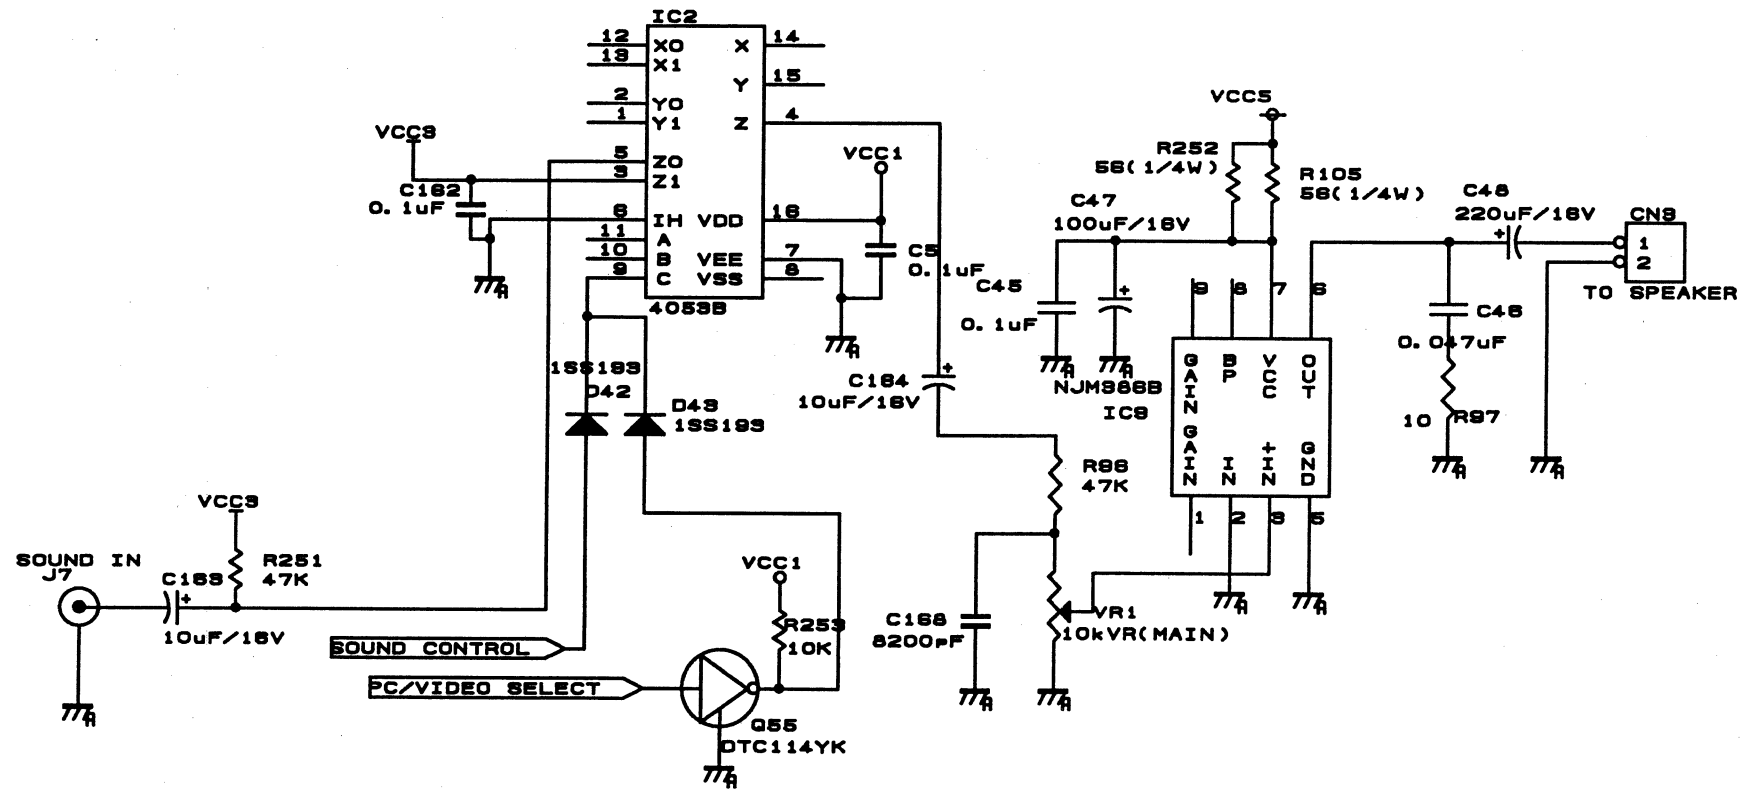 IC2
12
X0
X
14
13
X1
Y
15
2
Y0
1
Y1
Z
4
VCC3
5
Z0
3
Z1
C162
0.1uF
VCC1
6
IH
VDD
16
11
A
10
B
VEE
7
9
C
VSS
8
4053B
C5
0.1uF
A
A
1SS193
D42
D43
1SS193
C164
10uF/16V
VCC5
R252
56(1/4W)
R105
56(1/4W)
C47
100uF/16V
C45
0.1uF
A
A
NJM386B
IC9
9
8
7
6
GAIN
BP
VCC
OUT
GAIN
IN
+IN
GND
1
2
3
5
A
A
C48
220uF/16V
CN3
1
2
TO SPEAKER
C46
0.047uF
10
R97
A
A
R96
47K
C168
8200pF
VR1
10kVR(MAIN)
A
A
VCC3
R251
47K
SOUND IN
J7
C163
10uF/16V
A
VCC1
R253
10K
SOUND CONTROL
PC/VIDEO SELECT
Q55
DTC114YK
A